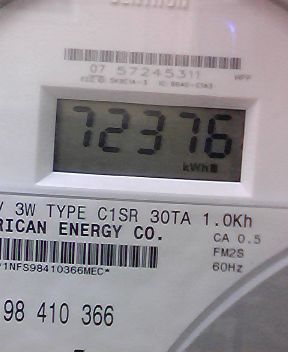 07 57245311
72376
kWh
V 3W TYPE C1SR 30TA 1.0Kh
RICAN ENERGY CO. CA 0.5
FM2S
*1NFS98410366MEC* 60Hz
98 410 366